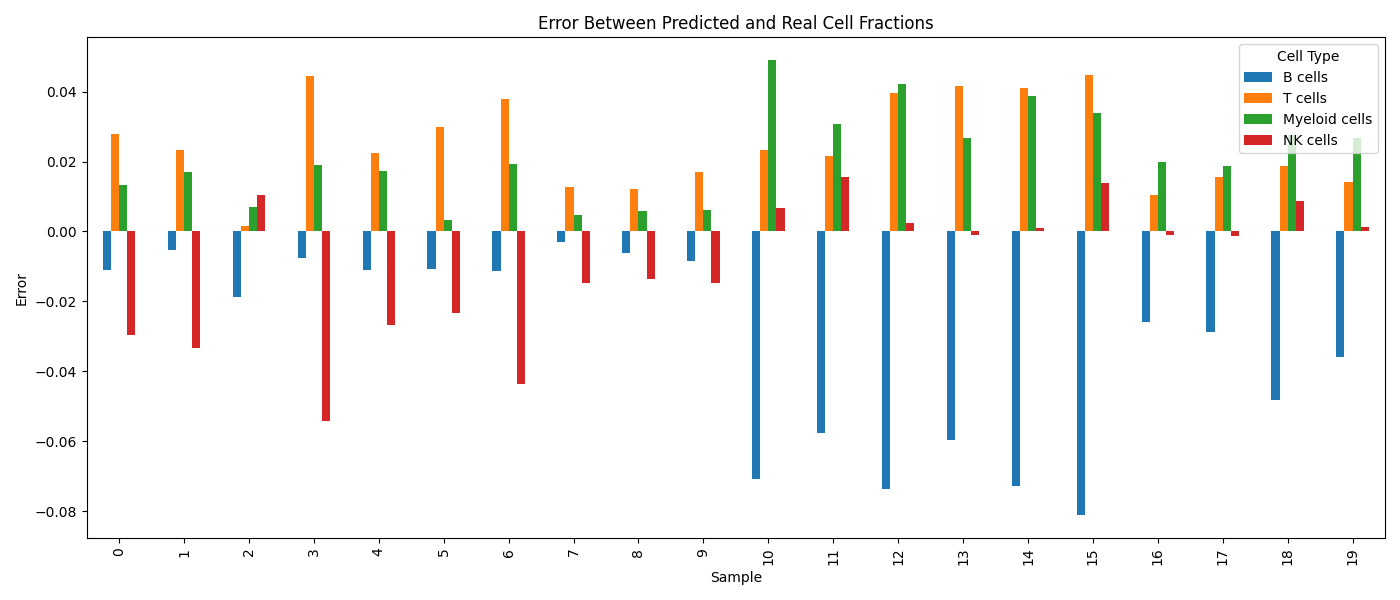 Error Between Predicted and Real Cell Fractions
Cell Type
B cells
T cells
Myeloid cells
NK cells
Error
0.04
0.02
0.00
−0.02
−0.04
−0.06
−0.08
0 1 2 3 4 5 6 7 8 9 10 11 12 13 14 15 16 17 18 19
Sample